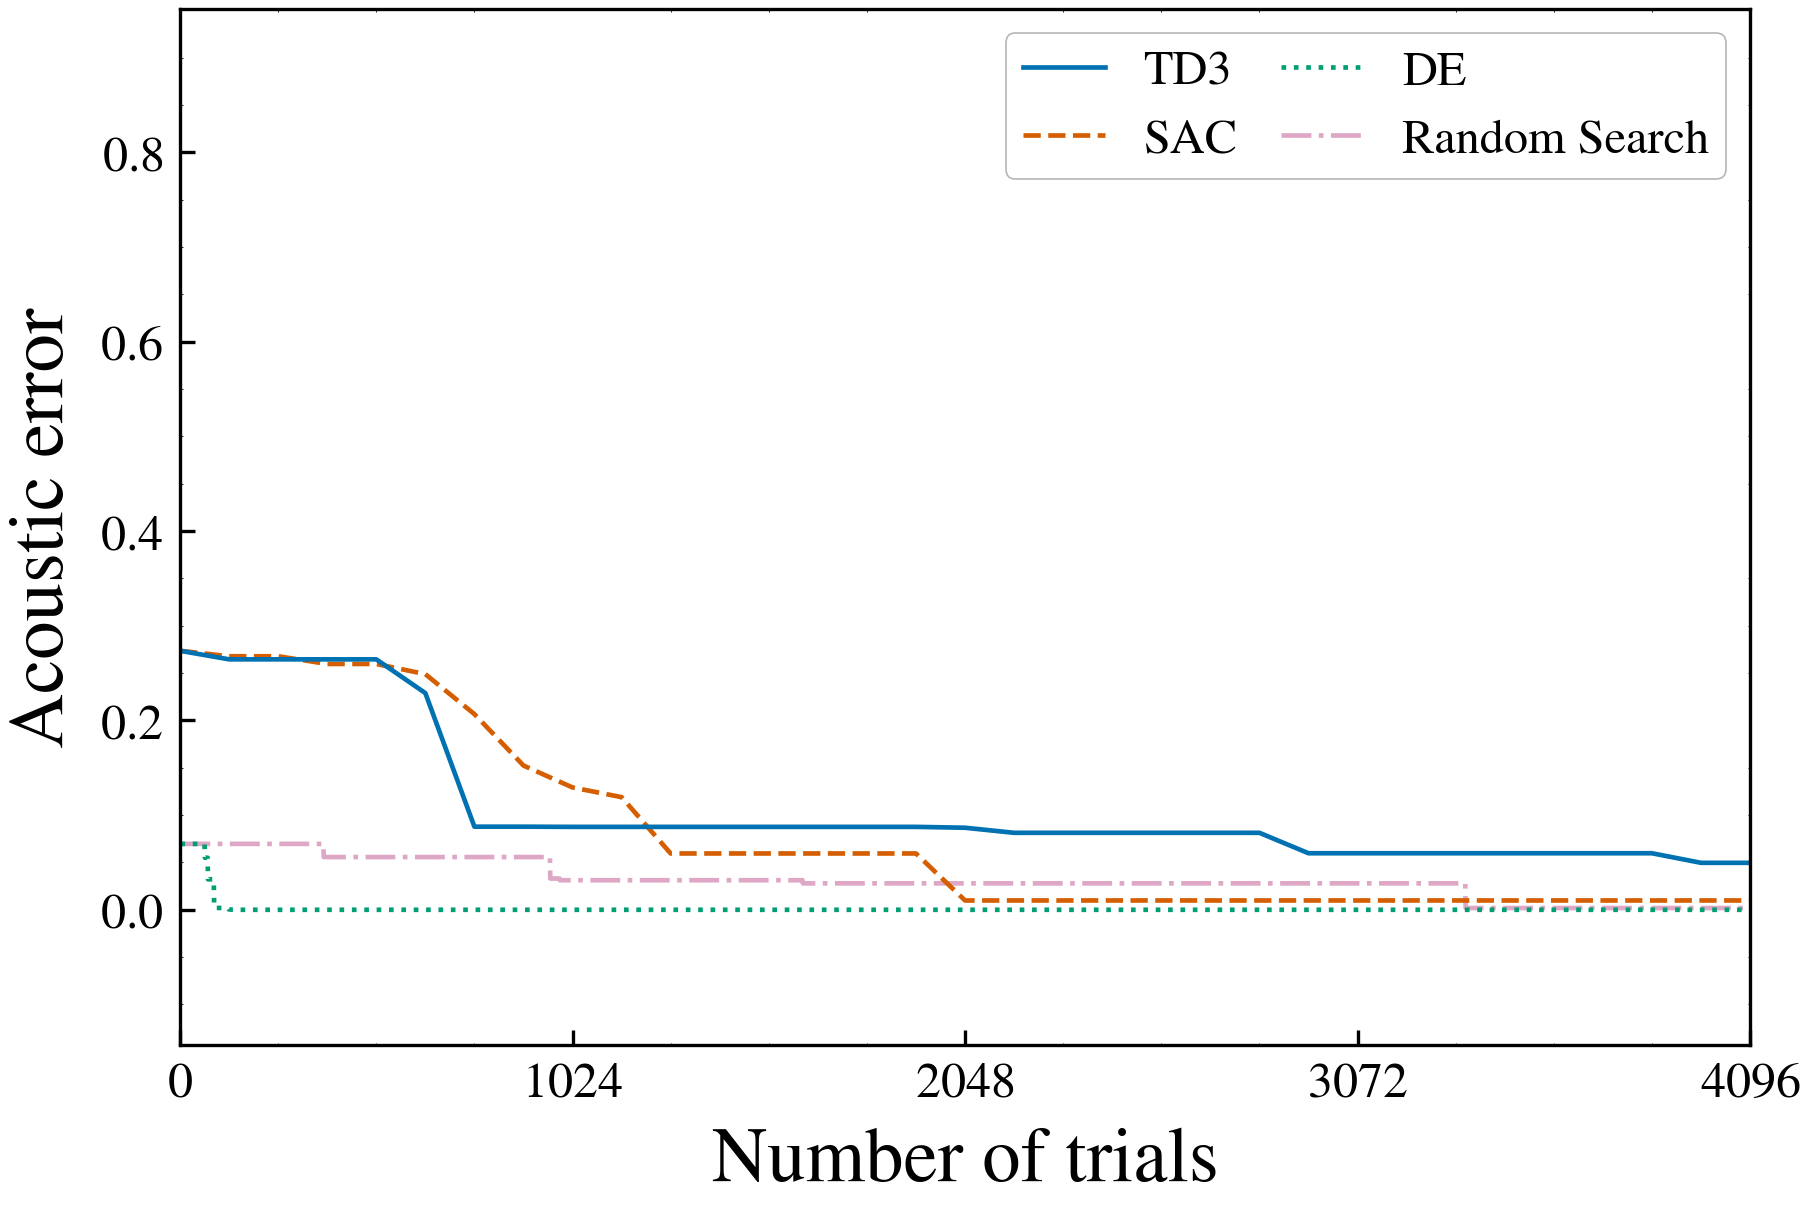 TD3
SAC
DE
Random Search
Acoustic error
0.8
0.6
0.4
0.2
0.0
0
1024
2048
3072
4096
Number of trials